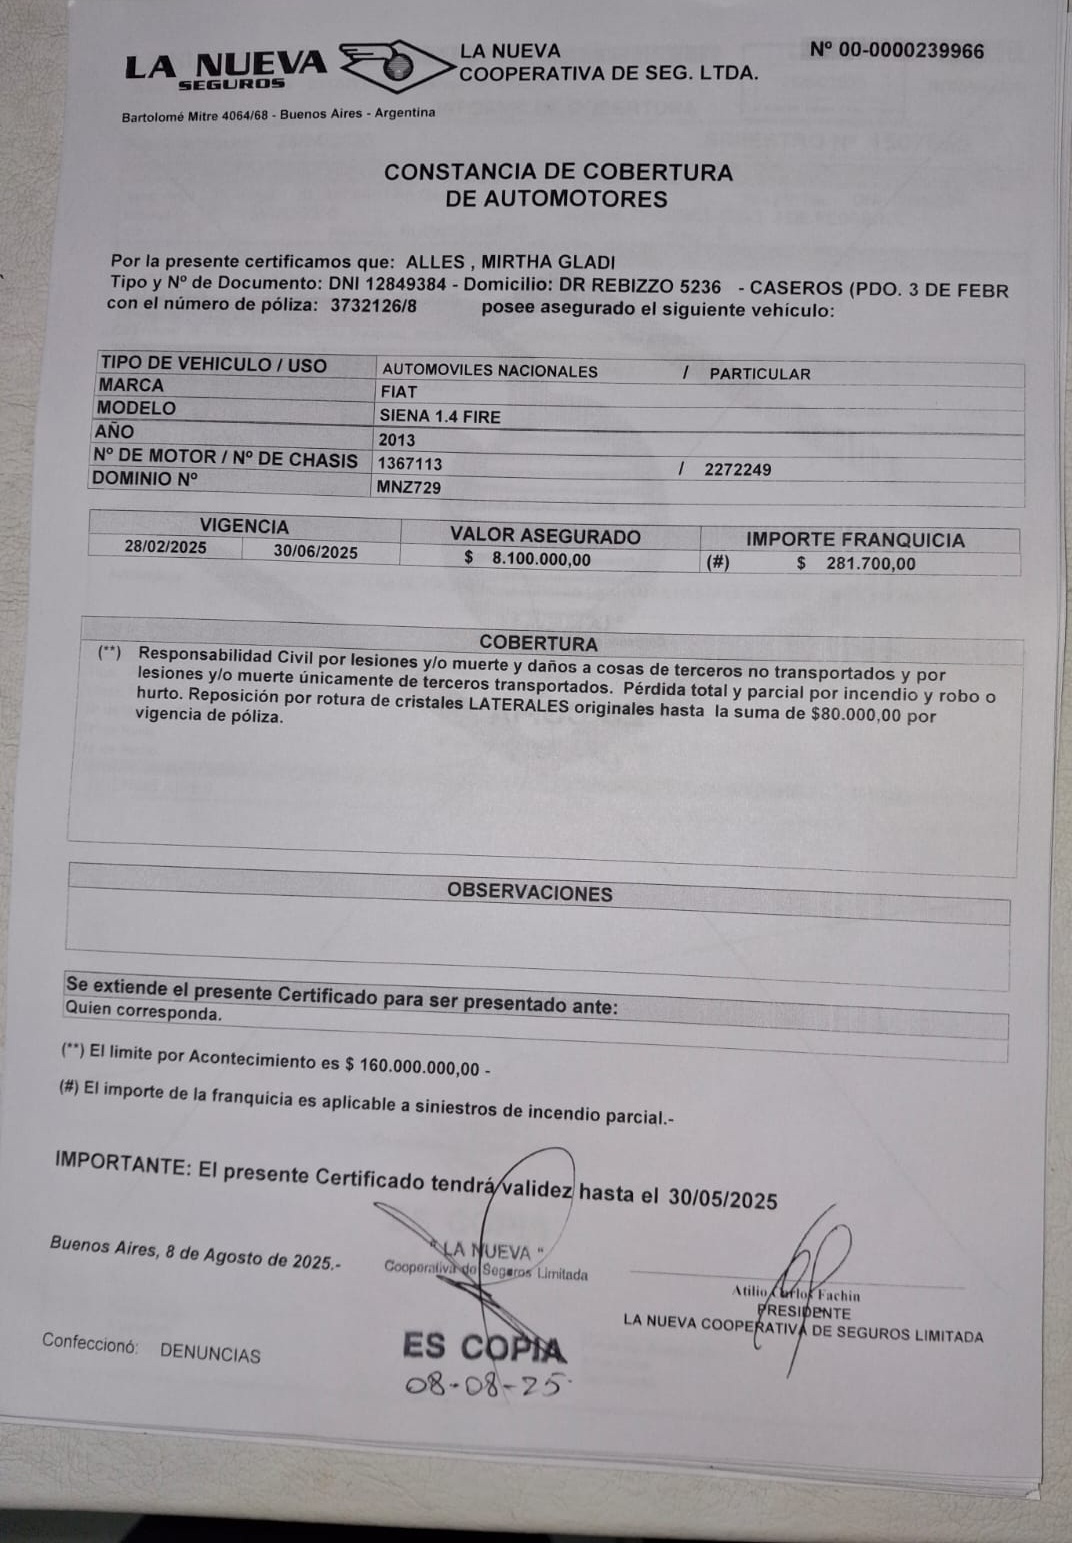 LA NUEVA
SEGUROS
LA NUEVA
COOPERATIVA DE SEG. LTDA.
Nº 00-0000239966
Bartolomé Mitre 4064/68 - Buenos Aires - Argentina
CONSTANCIA DE COBERTURA
DE AUTOMOTORES
Por la presente certificamos que: ALLES , MIRTHA GLADI
Tipo y Nº de Documento: DNI 12849384 - Domicilio: DR REBIZZO 5236 - CASEROS (PDO. 3 DE FEBR
con el número de póliza: 3732126/8 posee asegurado el siguiente vehículo:
TIPO DE VEHICULO / USO AUTOMOVILES NACIONALES / PARTICULAR
MARCA FIAT
MODELO SIENA 1.4 FIRE
AÑO 2013
Nº DE MOTOR / Nº DE CHASIS 1367113 / 2272249
DOMINIO Nº MNZ729
VIGENCIA VALOR ASEGURADO IMPORTE FRANQUICIA
28/02/2025 30/06/2025 $ 8.100.000,00 (#) $ 281.700,00
COBERTURA
(**) Responsabilidad Civil por lesiones y/o muerte y daños a cosas de terceros no transportados y por
lesiones y/o muerte únicamente de terceros transportados. Pérdida total y parcial por incendio y robo o
hurto. Reposición por rotura de cristales LATERALES originales hasta la suma de $80.000,00 por
vigencia de póliza.
OBSERVACIONES
Se extiende el presente Certificado para ser presentado ante:
Quien corresponda.
(**) El limite por Acontecimiento es $ 160.000.000,00 -
(#) El importe de la franquicia es aplicable a siniestros de incendio parcial.-
IMPORTANTE: El presente Certificado tendrá validez hasta el 30/05/2025
Buenos Aires, 8 de Agosto de 2025.-
"LA NUEVA"
Cooperativa de Seguros Limitada
Atilio Carlos Fachin
PRESIDENTE
LA NUEVA COOPERATIVA DE SEGUROS LIMITADA
Confeccionó: DENUNCIAS
ES COPIA
08-08-25